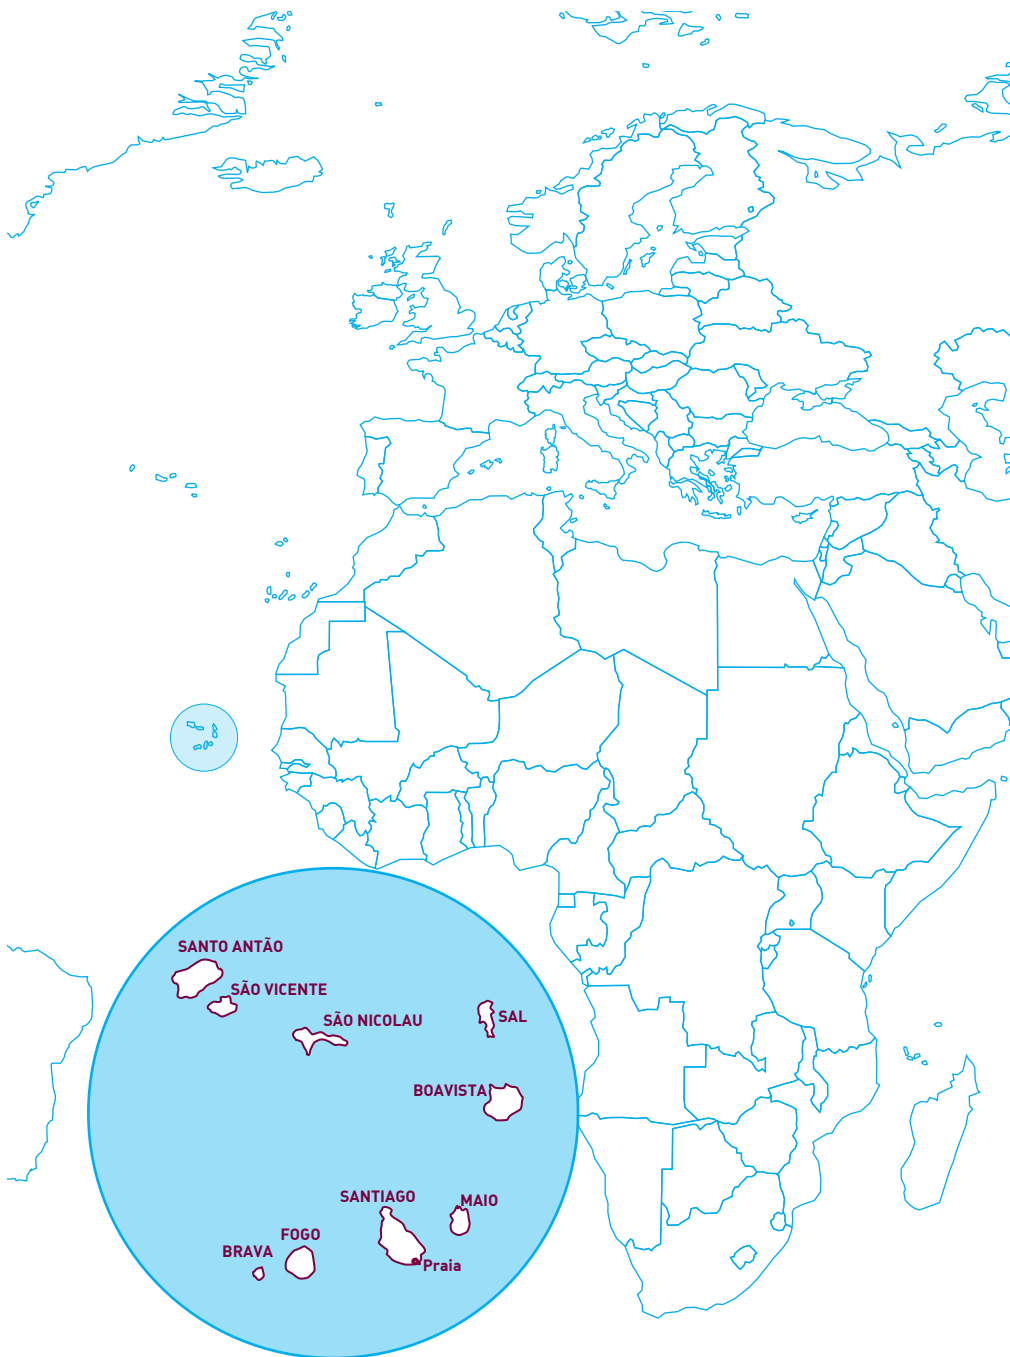 SANTO ANTÃO
SÃO VICENTE
SÃO NICOLAU
SAL
BOAVISTA
SANTIAGO
MAIO
FOGO
BRAVA
Praia